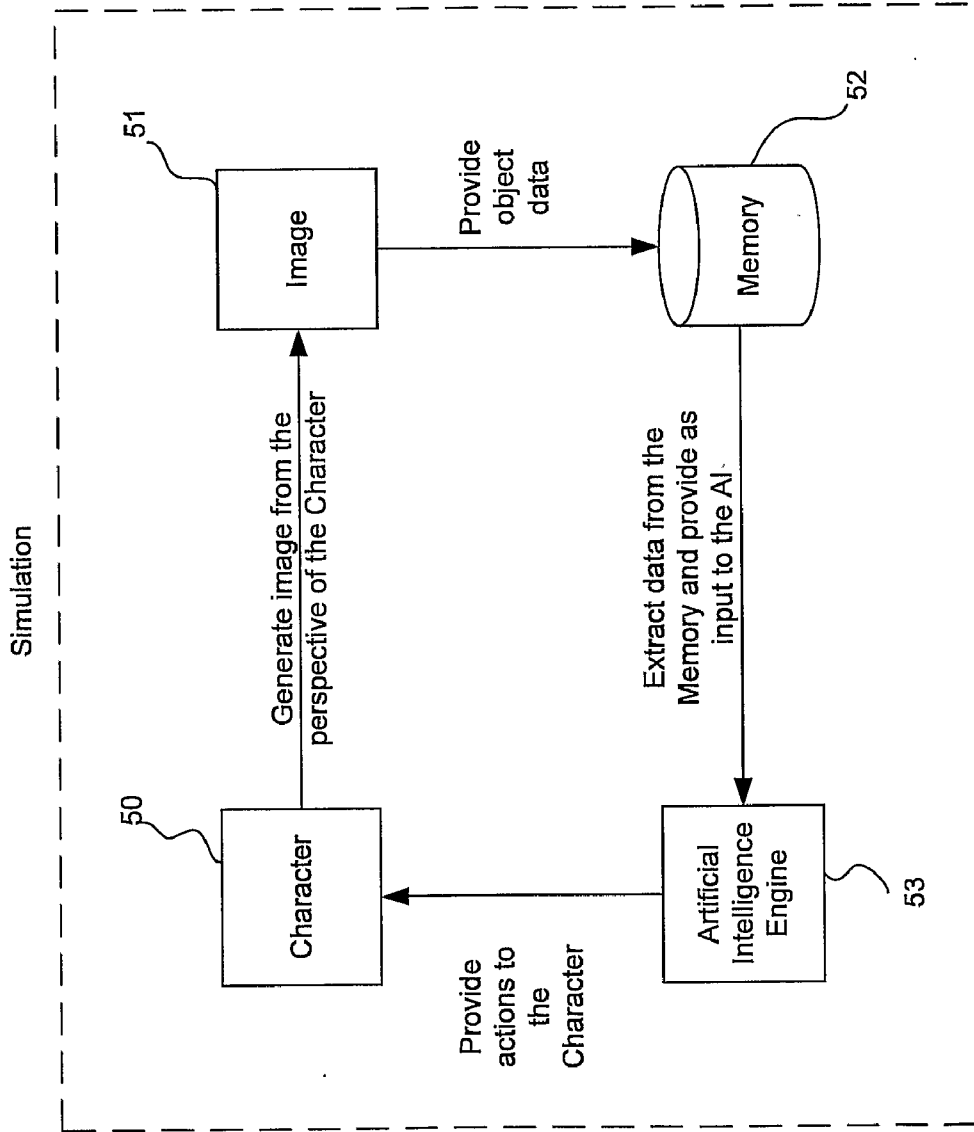 Simulation
50
Character
Generate image from the
perspective of the Character
51
Image
Provide
object
data
52
Memory
Extract data from the
Memory and provide as
input to the AI
Artificial
Intelligence
Engine
53
Provide
actions to
the
Character